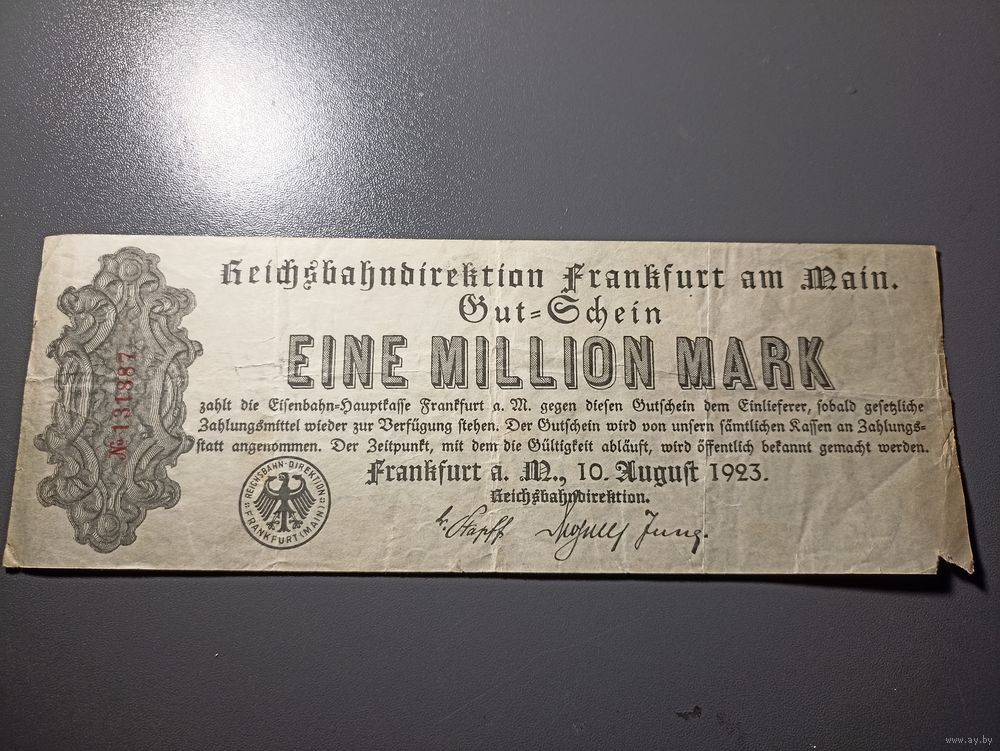 Reichsbahndirektion Frankfurt am Main.
Gut=Schein
EINE MILLION MARK
zahlt die Eisenbahn=Hauptkasse Frankfurt a. M. gegen diesen Gutschein dem Einlieferer, sobald gesetzliche
Zahlungsmittel wieder zur Verfügung stehen. Der Gutschein wird von unsern sämtlichen Kassen an Zahlungs=
statt angenommen. Der Zeitpunkt, mit dem die Gültigkeit abläuft, wird öffentlich bekannt gemacht werden.
Frankfurt a. M., 10. August 1923.
Reichsbahndirektion.
Jung.
№ 131387
REICHSBAHN-DIREKTION
FRANKFURT (MAIN)
www.ay.by